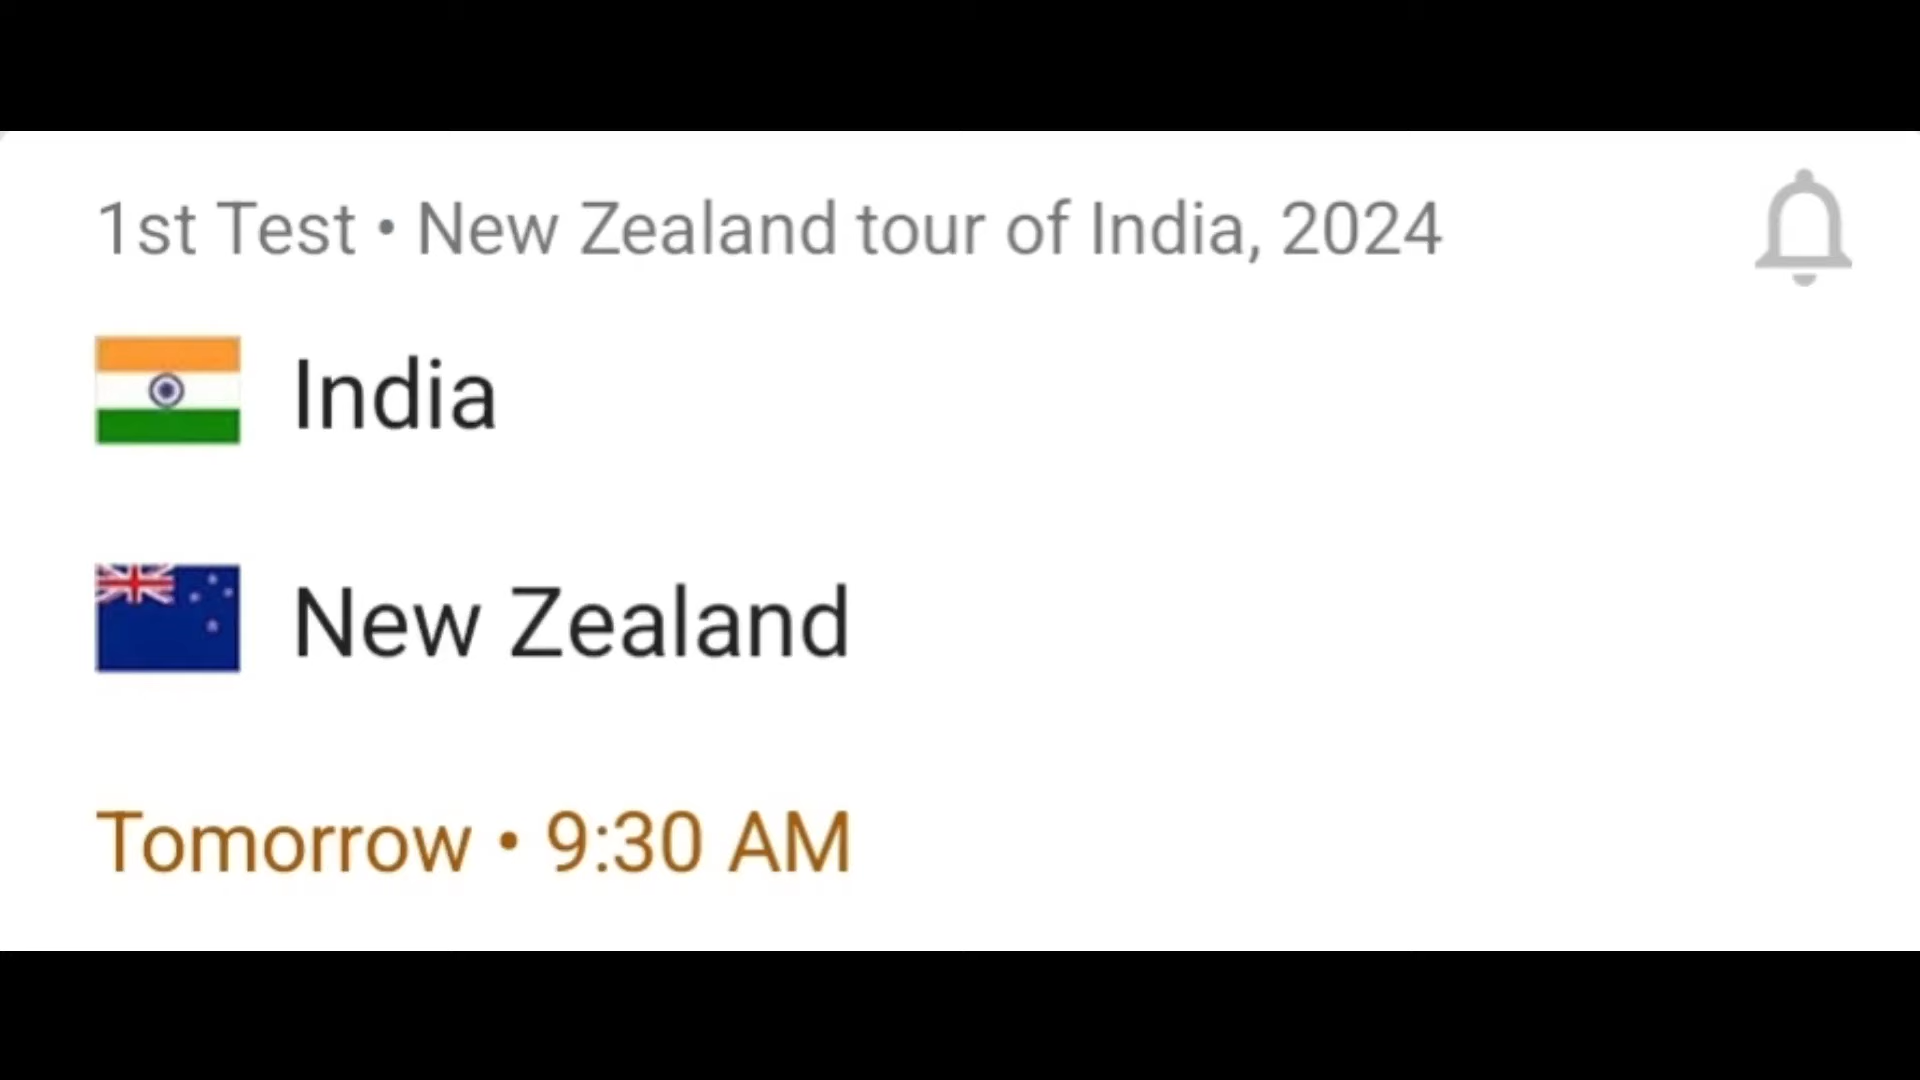 1st Test • New Zealand tour of India, 2024
India
New Zealand
Tomorrow • 9:30 AM